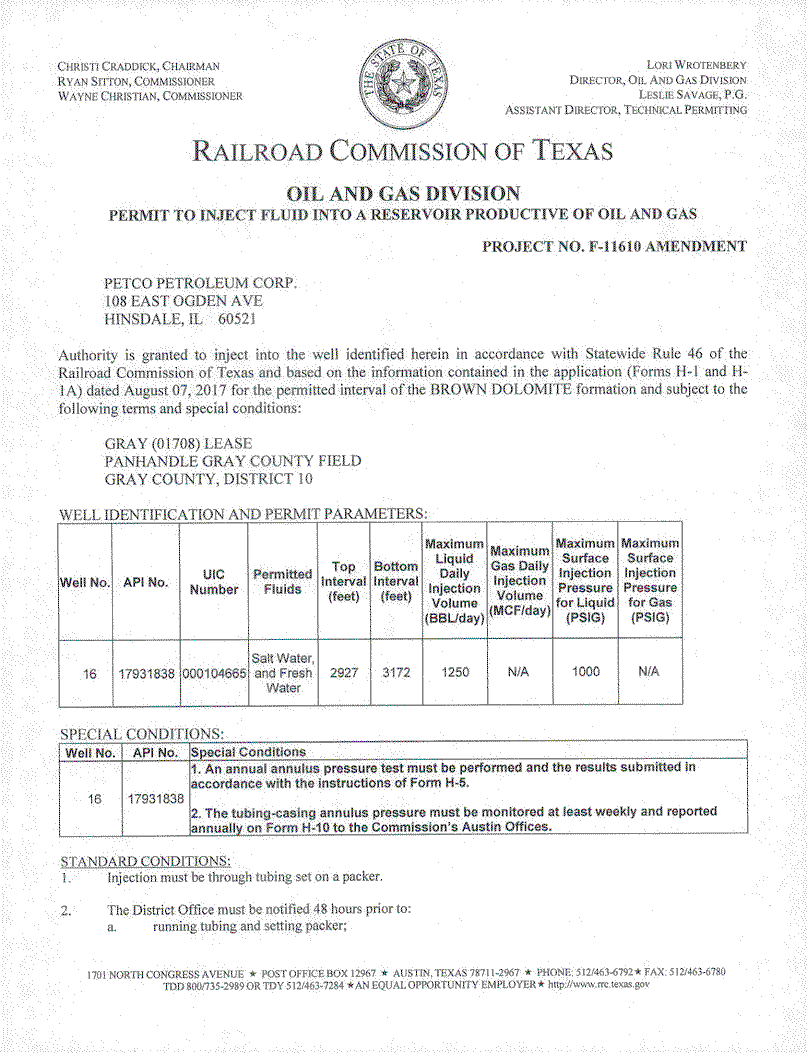 CHRISTI CRADDICK, CHAIRMAN
RYAN SITTON, COMMISSIONER
WAYNE CHRISTIAN, COMMISSIONER
THE STATE OF TEXAS
LORI WROTENBERY
DIRECTOR, OIL AND GAS DIVISION
LESLIE SAVAGE, P.G.
ASSISTANT DIRECTOR, TECHNICAL PERMITTING
RAILROAD COMMISSION OF TEXAS
OIL AND GAS DIVISION
PERMIT TO INJECT FLUID INTO A RESERVOIR PRODUCTIVE OF OIL AND GAS
PROJECT NO. F-11610 AMENDMENT
PETCO PETROLEUM CORP.
108 EAST OGDEN AVE
HINSDALE, IL 60521
Authority is granted to inject into the well identified herein in accordance with Statewide Rule 46 of the
Railroad Commission of Texas and based on the information contained in the application (Forms H-1 and H-
1A) dated August 07, 2017 for the permitted interval of the BROWN DOLOMITE formation and subject to the
following terms and special conditions:
GRAY (01708) LEASE
PANHANDLE GRAY COUNTY FIELD
GRAY COUNTY, DISTRICT 10
WELL IDENTIFICATION AND PERMIT PARAMETERS:
Well No.
API No.
UIC
Number
Permitted
Fluids
Top
Interval
(feet)
Bottom
Interval
(feet)
Maximum
Liquid
Daily
Injection
Volume
(BBL/day)
Maximum
Gas Daily
Injection
Volume
(MCF/day)
Maximum
Surface
Injection
Pressure
for Liquid
(PSIG)
Maximum
Surface
Injection
Pressure
for Gas
(PSIG)
16
17931838
000104665
Salt Water,
and Fresh
Water
2927
3172
1250
N/A
1000
N/A
SPECIAL CONDITIONS:
Well No. API No. Special Conditions
16
17931838
1. An annual annulus pressure test must be performed and the results submitted in
accordance with the instructions of Form H-5.
2. The tubing-casing annulus pressure must be monitored at least weekly and reported
annually on Form H-10 to the Commission's Austin Offices.
STANDARD CONDITIONS:
1. Injection must be through tubing set on a packer.
2. The District Office must be notified 48 hours prior to:
a. running tubing and setting packer;
1701 NORTH CONGRESS AVENUE ★ POST OFFICE BOX 12967 ★ AUSTIN, TEXAS 78711-2967 ★ PHONE: 512/463-6792 ★ FAX: 512/463-6780
TDD 800/735-2989 OR TDY 512/463-7284 ★ AN EQUAL OPPORTUNITY EMPLOYER ★ http://www.rrc.texas.gov